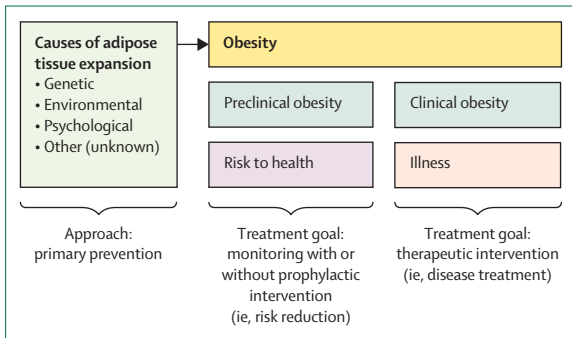 Causes of adipose
tissue expansion
• Genetic
• Environmental
• Psychological
• Other (unknown)
Obesity
Preclinical obesity
Clinical obesity
Risk to health
Illness
Approach:
primary prevention
Treatment goal:
monitoring with or
without prophylactic
intervention
(ie, risk reduction)
Treatment goal:
therapeutic intervention
(ie, disease treatment)